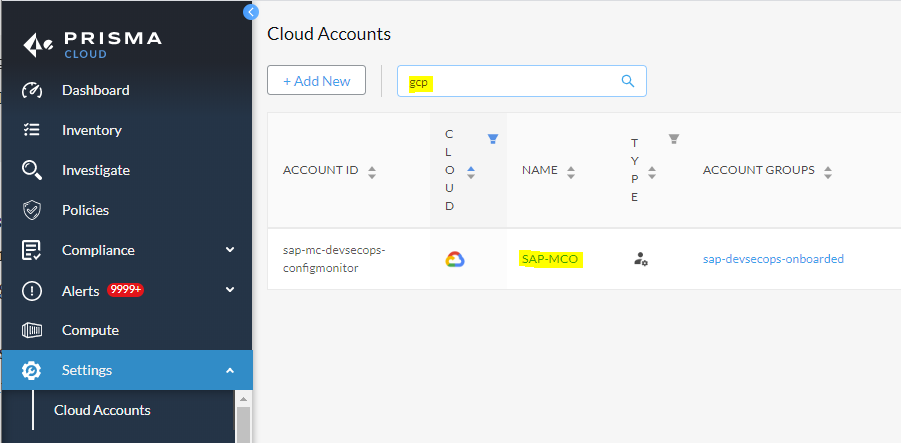 PRISMA
CLOUD
Dashboard
Inventory
Investigate
Policies
Compliance
Alerts 9999+
Compute
Settings
Cloud Accounts
Cloud Accounts
+ Add New
gcp
ACCOUNT ID
CLOUD
NAME
TYPE
ACCOUNT GROUPS
sap-mc-devsecops-
configmonitor
SAP-MCO
sap-devsecops-onboarded